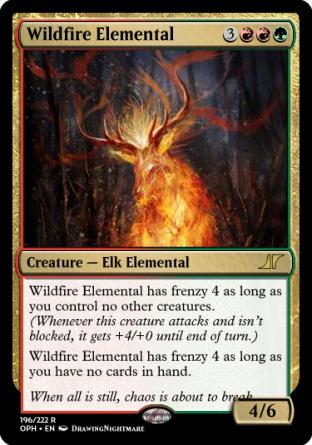 Wildfire Elemental 3
Creature — Elk Elemental
Wildfire Elemental has frenzy 4 as long as
you control no other creatures.
(Whenever this creature attacks and isn't
blocked, it gets +4/+0 until end of turn.)
Wildfire Elemental has frenzy 4 as long as
you have no cards in hand.
When all is still, chaos is about to break.
4/6
196/222 R
OPH • EN DrawingNightmare